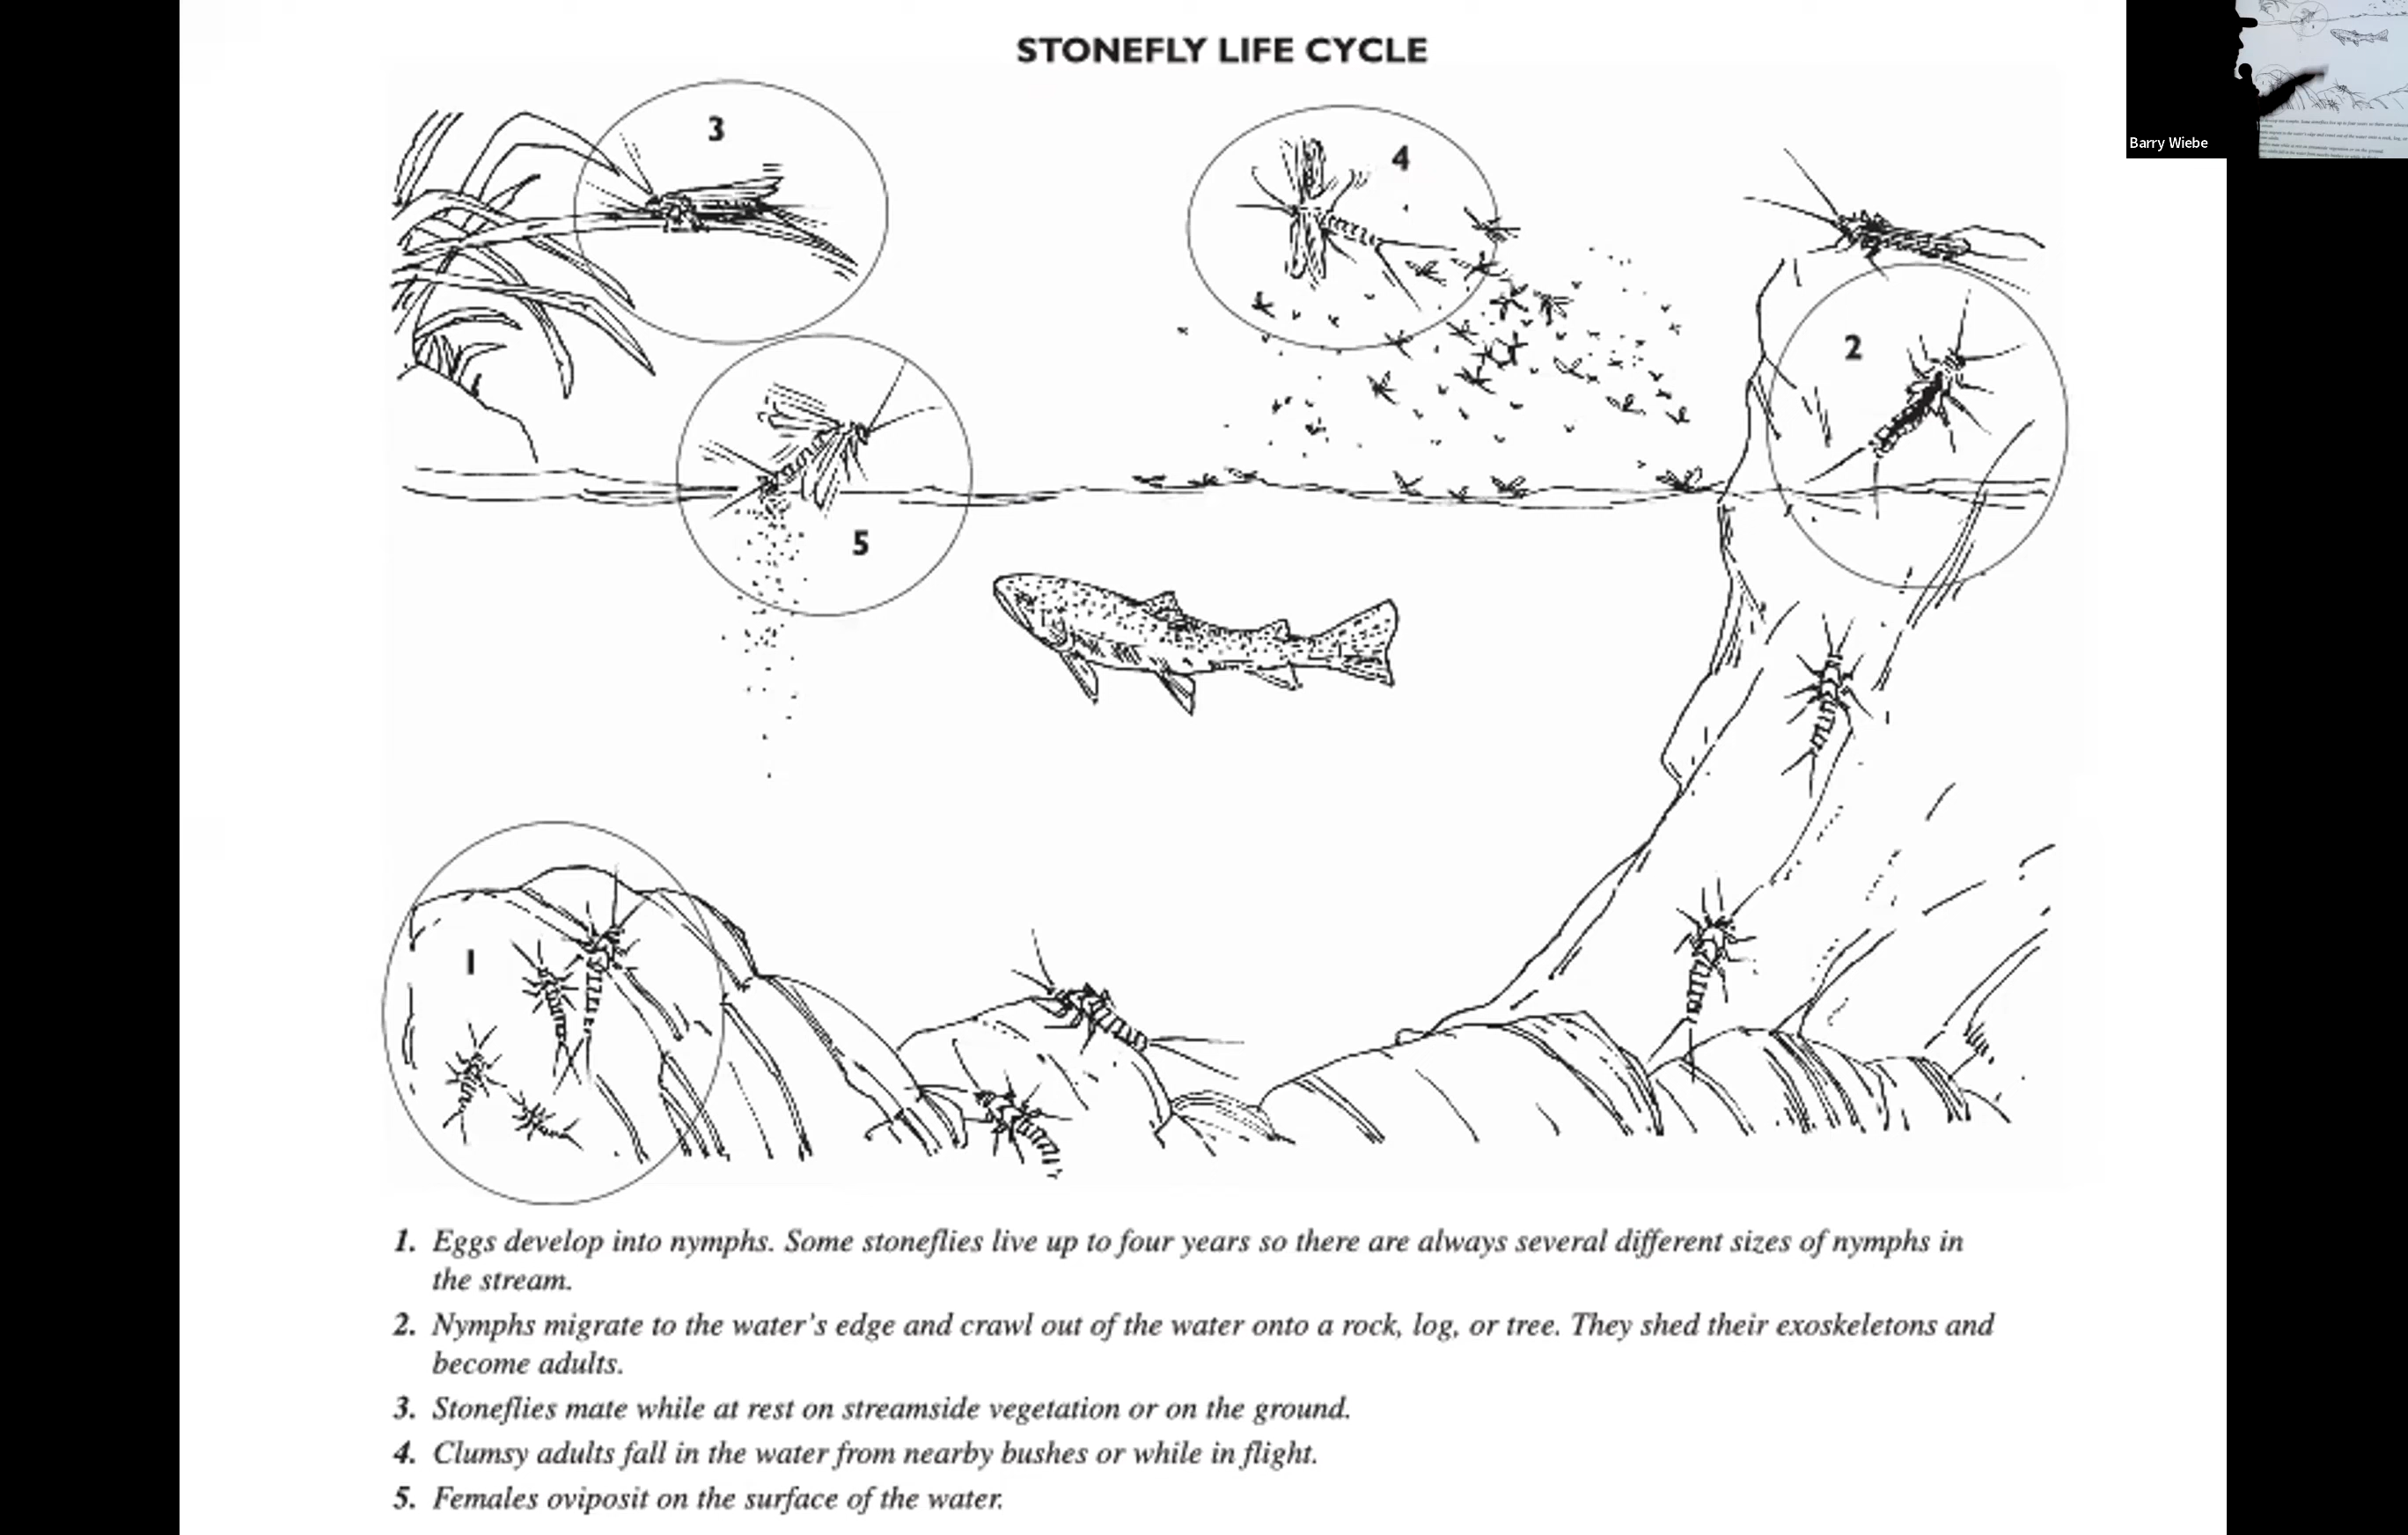 STONEFLY LIFE CYCLE
Barry Wiebe
3
4
2
5
1
1. Eggs develop into nymphs. Some stoneflies live up to four years so there are always several different sizes of nymphs in
the stream.
2. Nymphs migrate to the water's edge and crawl out of the water onto a rock, log, or tree. They shed their exoskeletons and
become adults.
3. Stoneflies mate while at rest on streamside vegetation or on the ground.
4. Clumsy adults fall in the water from nearby bushes or while in flight.
5. Females oviposit on the surface of the water.